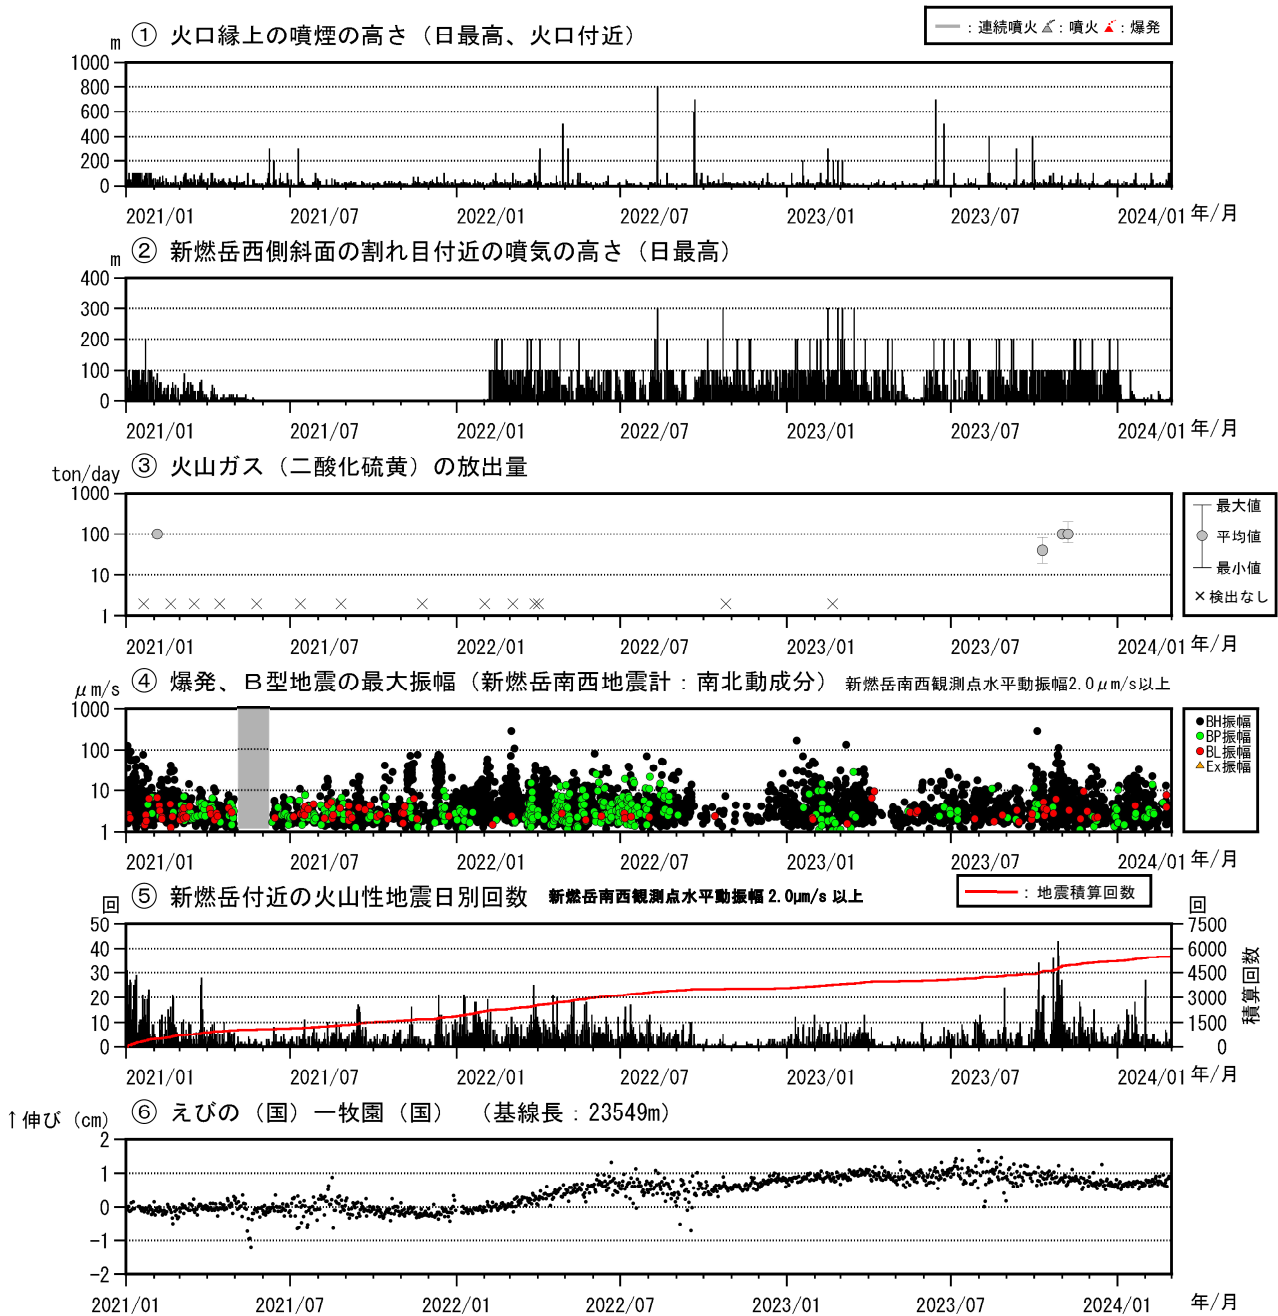 ① 火口縁上の噴煙の高さ（日最高、火口付近）
：連続噴火 ：噴火 ：爆発
m
1000
800
600
400
200
0
2021/01 2021/07 2022/01 2022/07 2023/01 2023/07 2024/01 年/月
② 新燃岳西側斜面の割れ目付近の噴気の高さ（日最高）
m
400
300
200
100
0
2021/01 2021/07 2022/01 2022/07 2023/01 2023/07 2024/01 年/月
③ 火山ガス（二酸化硫黄）の放出量
ton/day
1000
100
10
1
最大値
平均値
最小値
×検出なし
2021/01 2021/07 2022/01 2022/07 2023/01 2023/07 2024/01 年/月
④ 爆発、Ｂ型地震の最大振幅（新燃岳南西地震計：南北動成分） 新燃岳南西観測点水平動振幅2.0μm/s以上
μm/s
1000
100
10
1
BH振幅
BP振幅
BL振幅
Ex振幅
2021/01 2021/07 2022/01 2022/07 2023/01 2023/07 2024/01 年/月
⑤ 新燃岳付近の火山性地震日別回数 新燃岳南西観測点水平動振幅 2.0μm/s 以上
：地震積算回数
回 回
50 7500
40 6000
30 4500
20 3000
10 1500
0 0
積算回数
2021/01 2021/07 2022/01 2022/07 2023/01 2023/07 2024/01 年/月
⑥ えびの（国）－牧園（国） （基線長：23549m）
↑伸び（cm）
2
1
0
-1
-2
2021/01 2021/07 2022/01 2022/07 2023/01 2023/07 2024/01 年/月